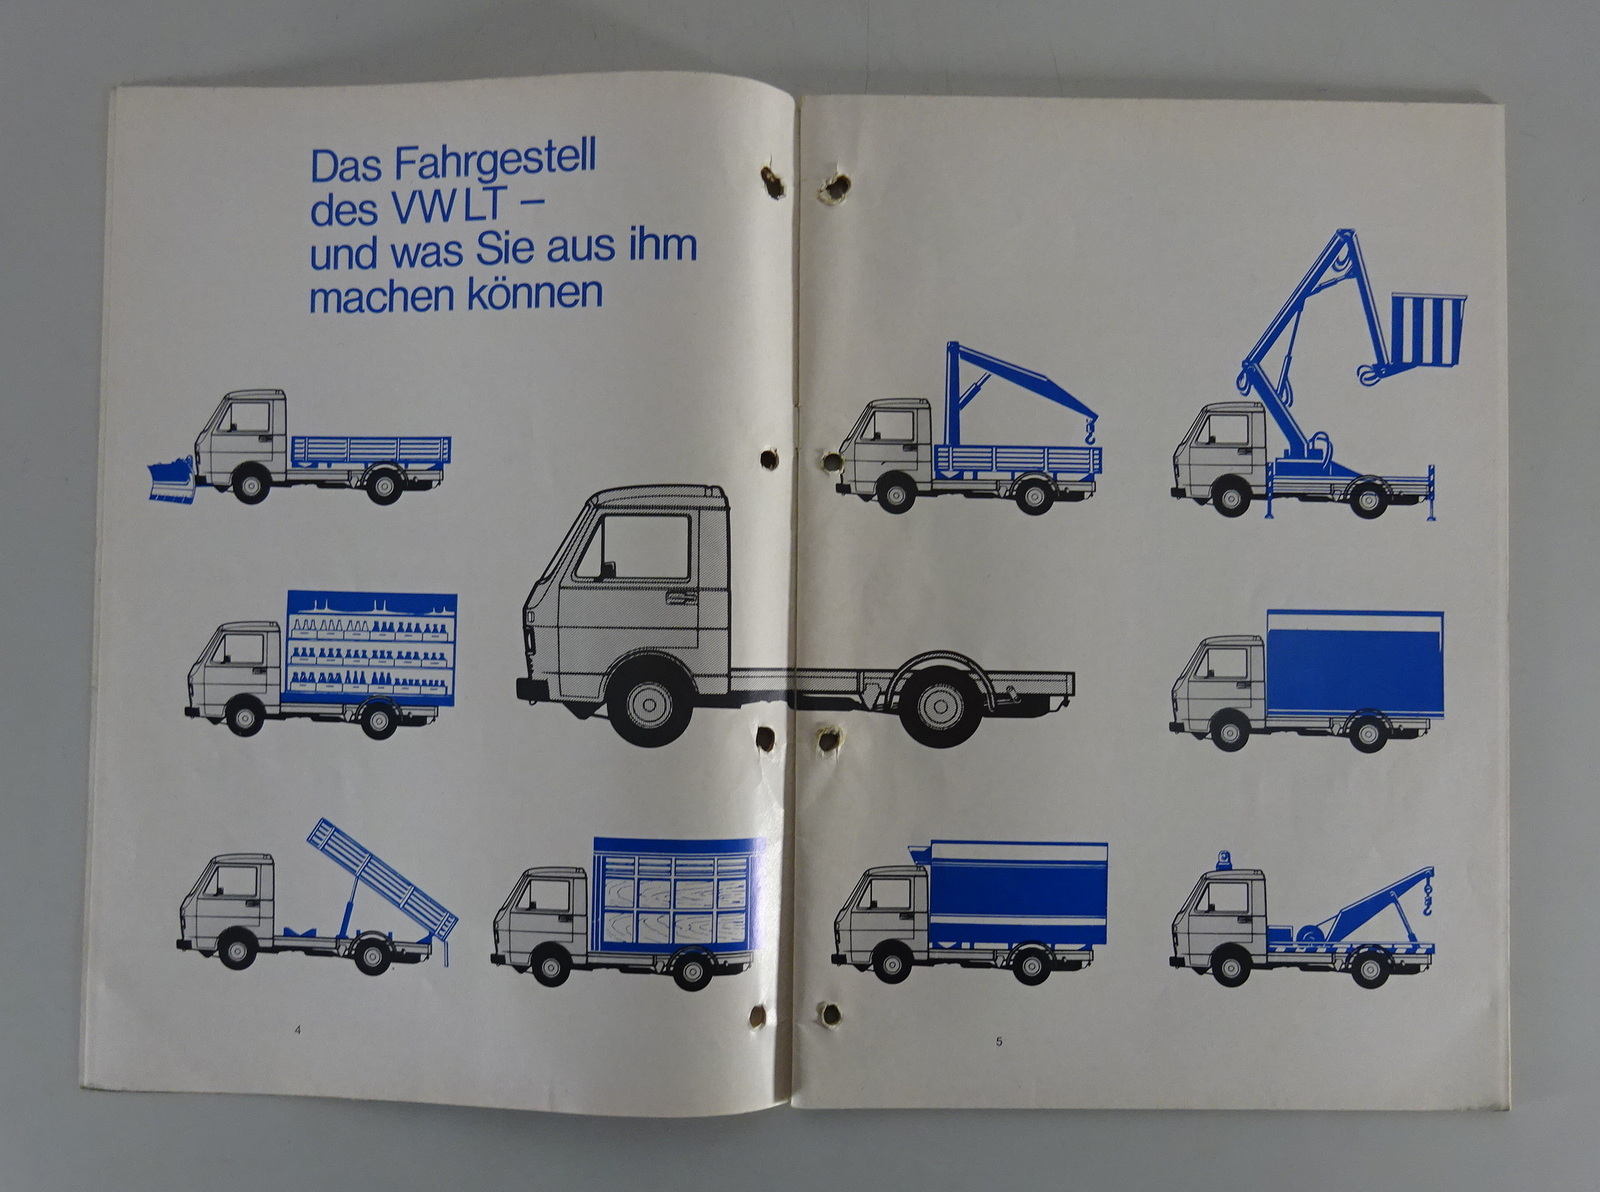 Das Fahrgestell
des VW LT –
und was Sie aus ihm
machen können
4
5